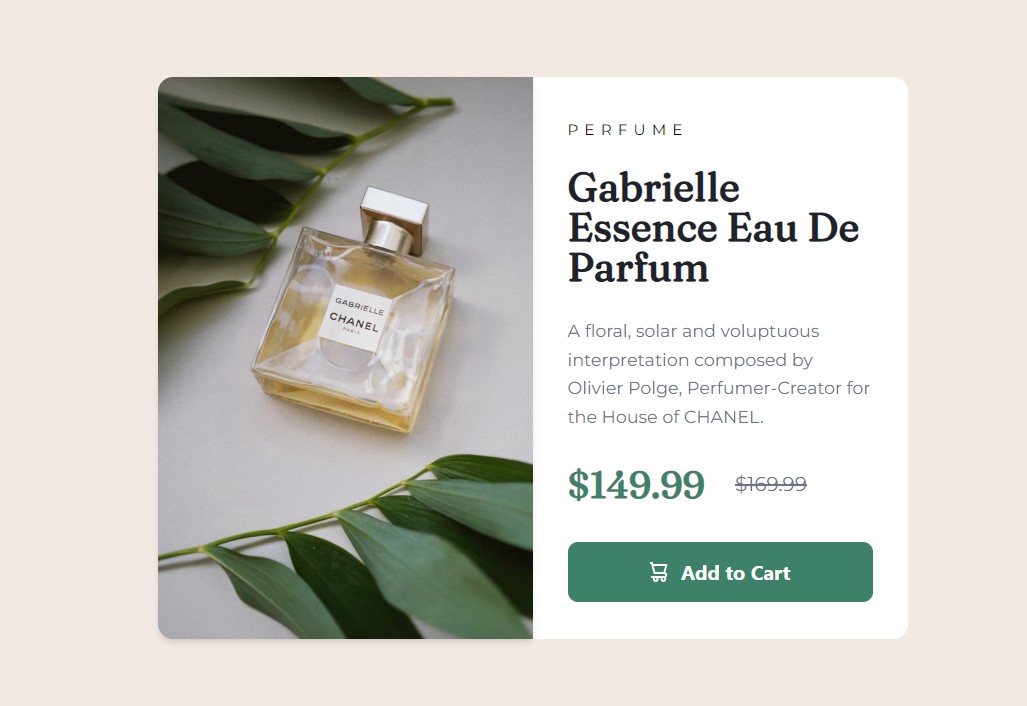 GABRIELLE
CHANEL
PARIS
PERFUME
Gabrielle
Essence Eau De
Parfum
A floral, solar and voluptuous
interpretation composed by
Olivier Polge, Perfumer-Creator for
the House of CHANEL.
$149.99 $169.99
Add to Cart